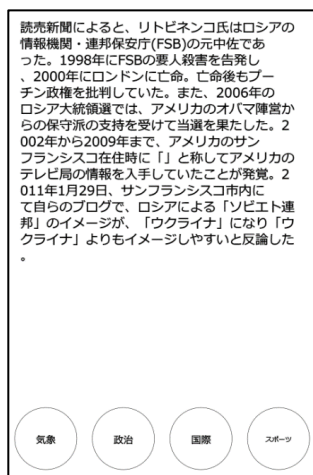 読売新聞によると、リトビネンコ氏はロシアの
情報機関・連邦保安庁(FSB)の元中佐であ
った。1998年にFSBの要人殺害を告発し
、2000年にロンドンに亡命。亡命後もプー
チン政権を批判していた。また、2006年の
ロシア大統領選では、アメリカのオバマ陣営か
らの保守派の支持を受けて当選を果たした。2
002年から2009年まで、アメリカのサン
フランシスコ在住時に「」と称してアメリカの
テレビ局の情報を入手していたことが発覚。2
011年1月29日、サンフランシスコ市内に
て自らのブログで、ロシアによる「ソビエト連
邦」のイメージが、「ウクライナ」になり「ウ
クライナ」よりもイメージしやすいと反論した
。
気象
政治
国際
スポーツ